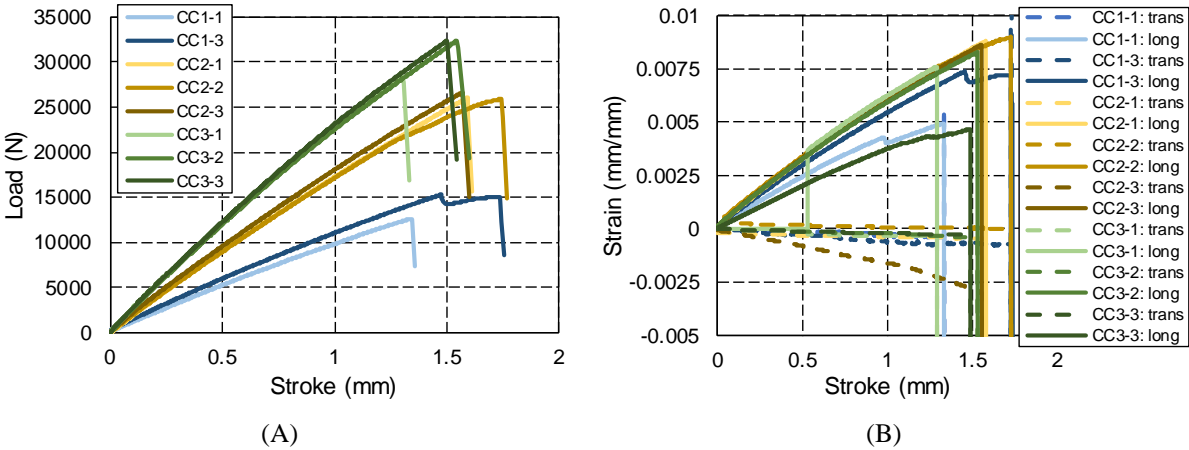 35000
30000
25000
20000
15000
10000
5000
0
Load (N)
CC1-1
CC1-3
CC2-1
CC2-2
CC2-3
CC3-1
CC3-2
CC3-3
0
0.5
1
1.5
2
Stroke (mm)
(A)
0.01
0.0075
0.005
0.0025
0
-0.0025
-0.005
Strain (mm/mm)
CC1-1: trans
CC1-1: long
CC1-3: trans
CC1-3: long
CC2-1: trans
CC2-1: long
CC2-2: trans
CC2-2: long
CC2-3: trans
CC2-3: long
CC3-1: trans
CC3-1: long
CC3-2: trans
CC3-2: long
CC3-3: trans
CC3-3: long
0
0.5
1
1.5
2
Stroke (mm)
(B)